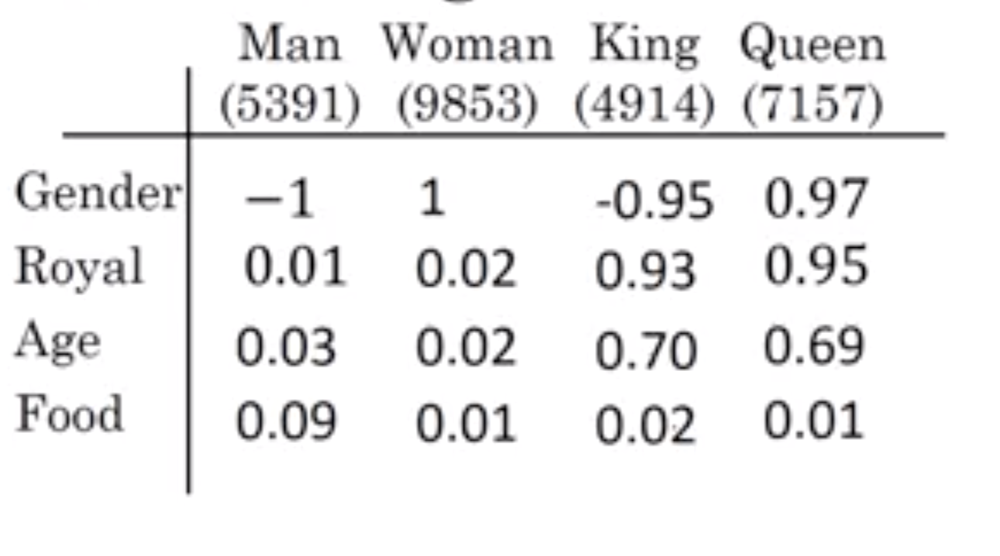 Man Woman King Queen
(5391) (9853) (4914) (7157)
Gender −1 1 -0.95 0.97
Royal 0.01 0.02 0.93 0.95
Age 0.03 0.02 0.70 0.69
Food 0.09 0.01 0.02 0.01